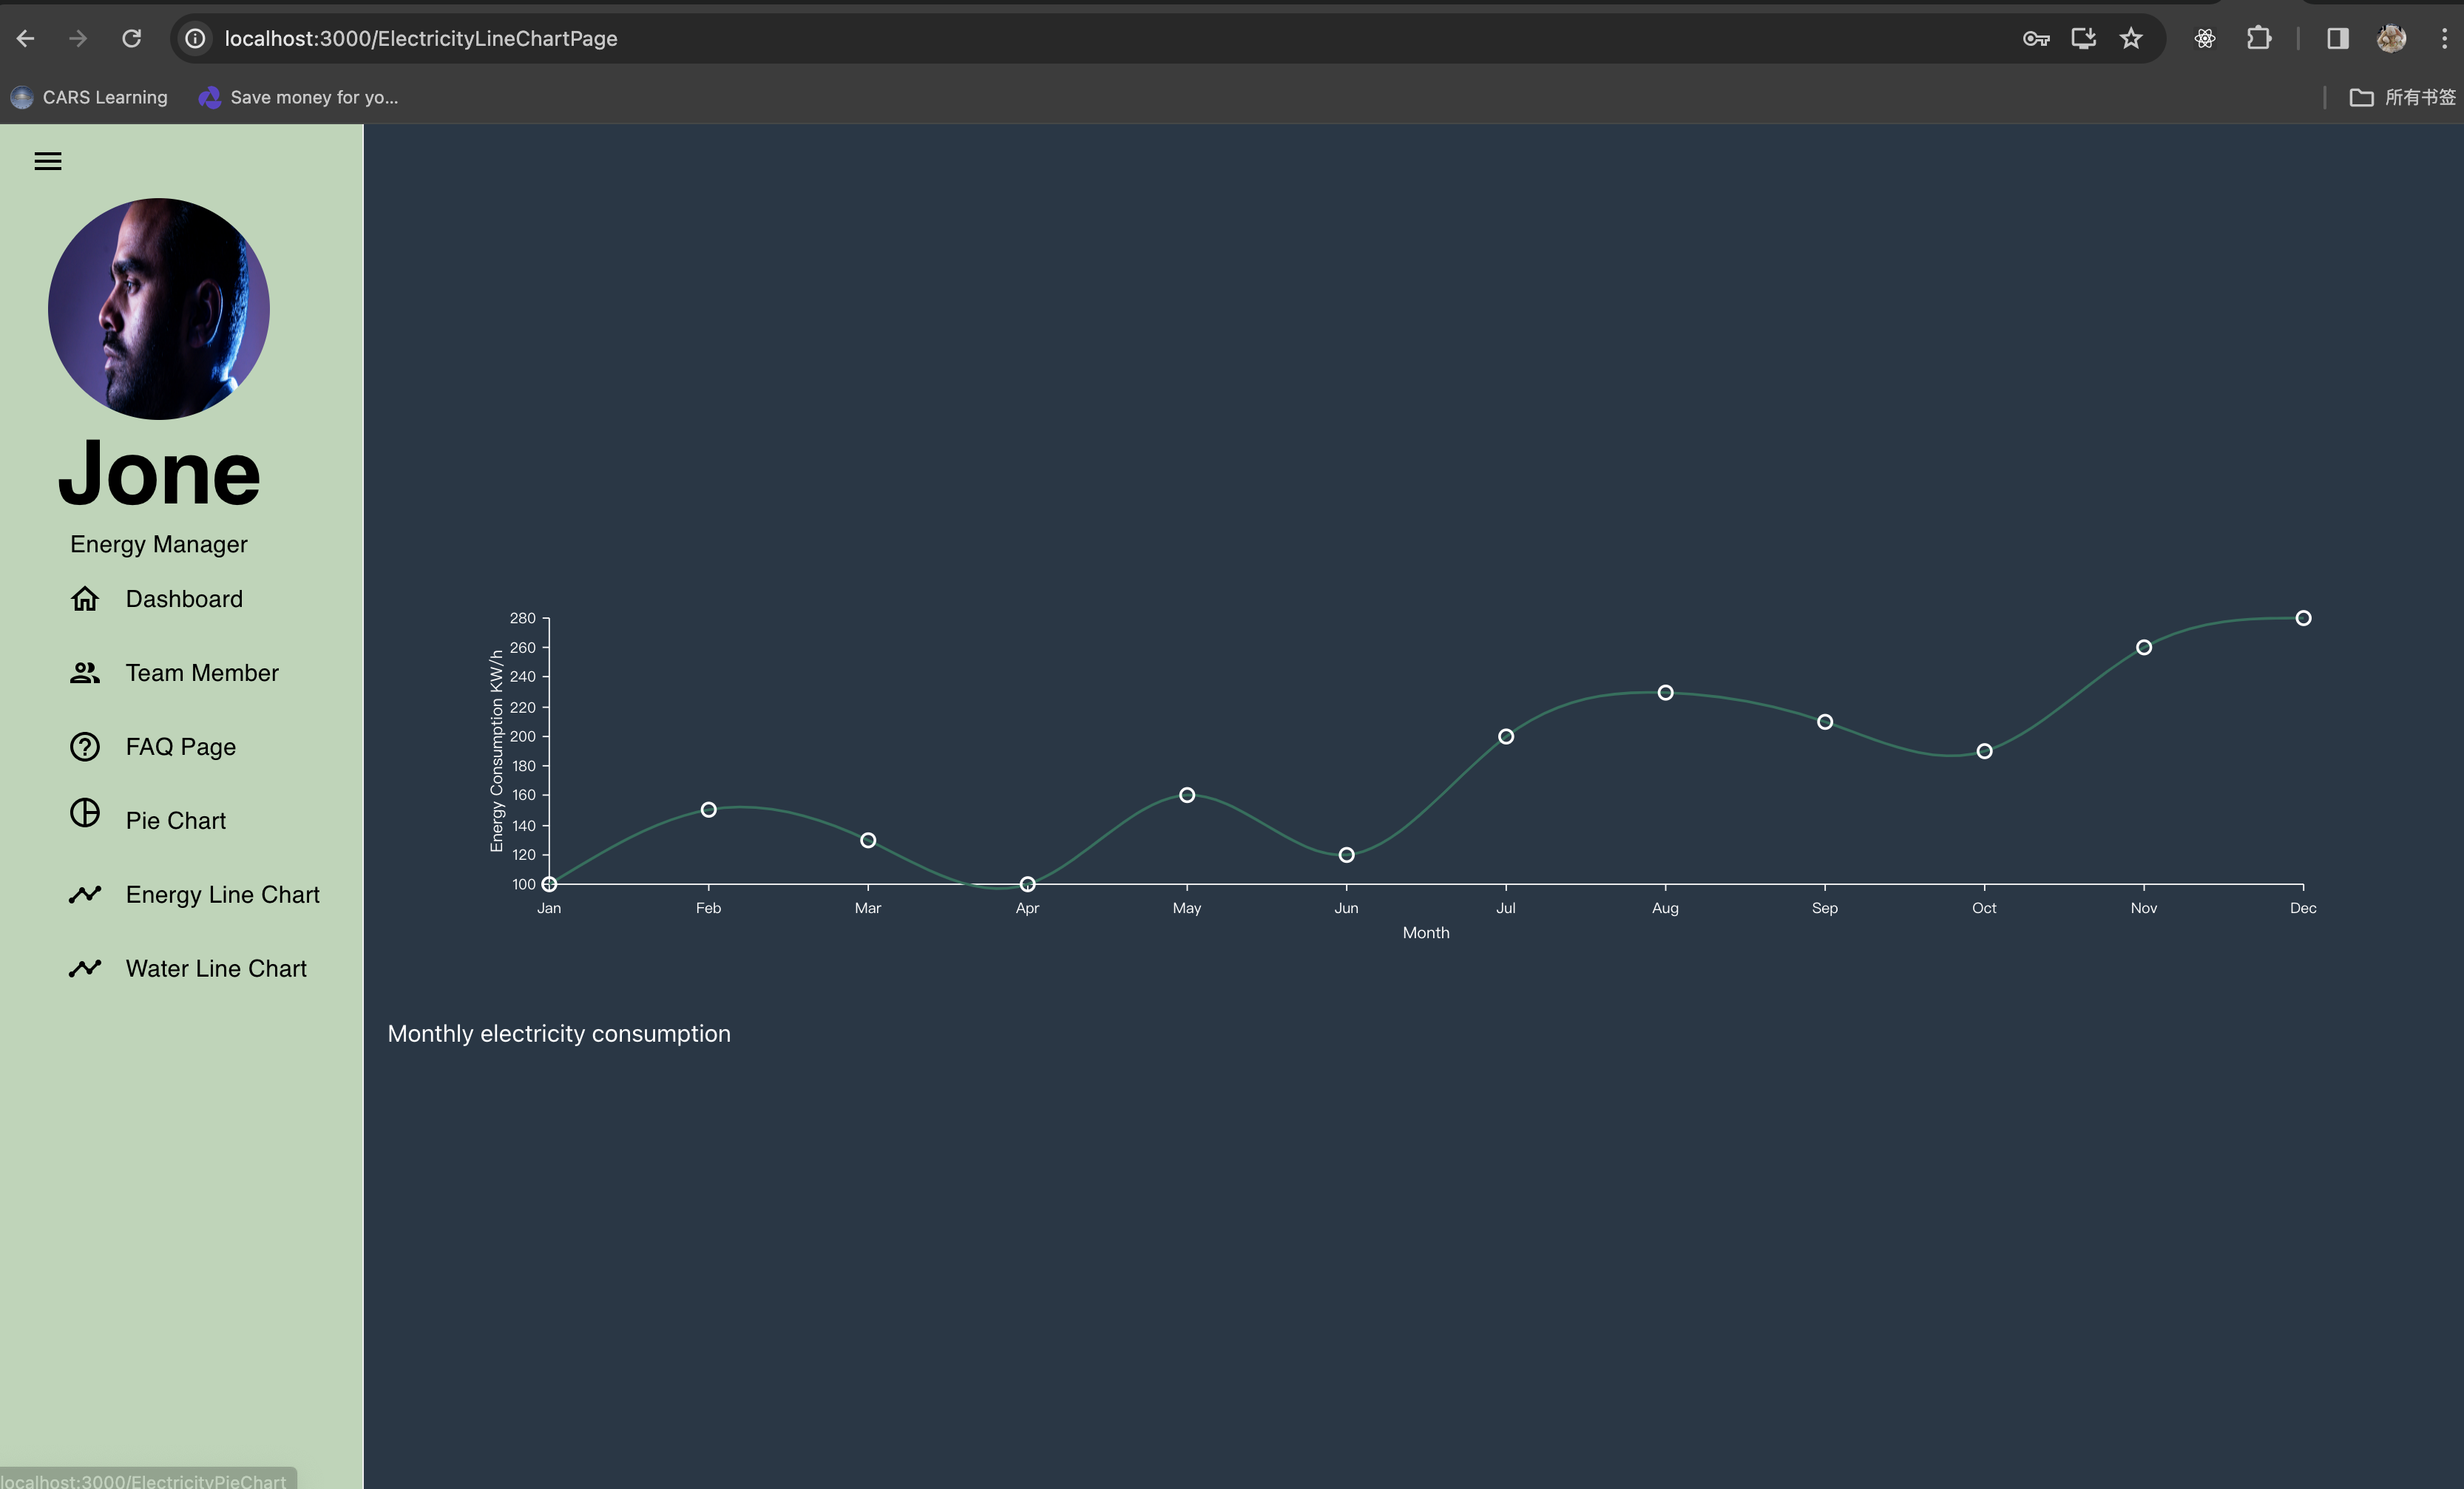 localhost:3000/ElectricityLineChartPage
CARS Learning
Save money for yo...
所有书签
Jone
Energy Manager
Dashboard
Team Member
FAQ Page
Pie Chart
Energy Line Chart
Water Line Chart
Energy Consumption KW/h
280
260
240
220
200
180
160
140
120
100
Jan Feb Mar Apr May Jun Jul Aug Sep Oct Nov Dec
Month
Monthly electricity consumption
localhost:3000/ElectricityPieChart